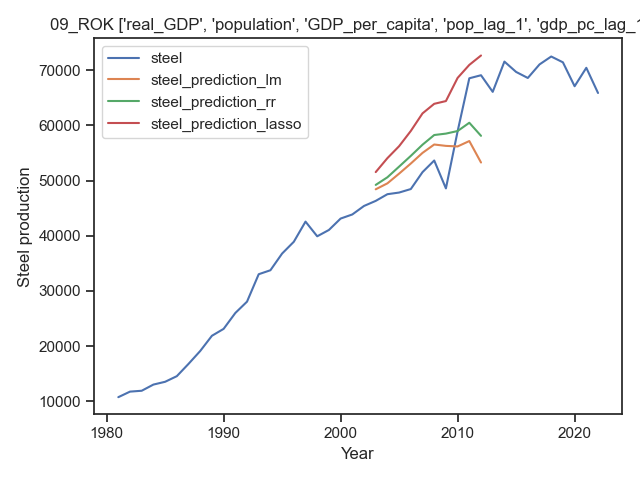 09_ROK ['real_GDP', 'population', 'GDP_per_capita', 'pop_lag_1', 'gdp_pc_lag_1
steel
steel_prediction_lm
steel_prediction_rr
steel_prediction_lasso
Steel production
70000
60000
50000
40000
30000
20000
10000
1980
1990
2000
2010
2020
Year